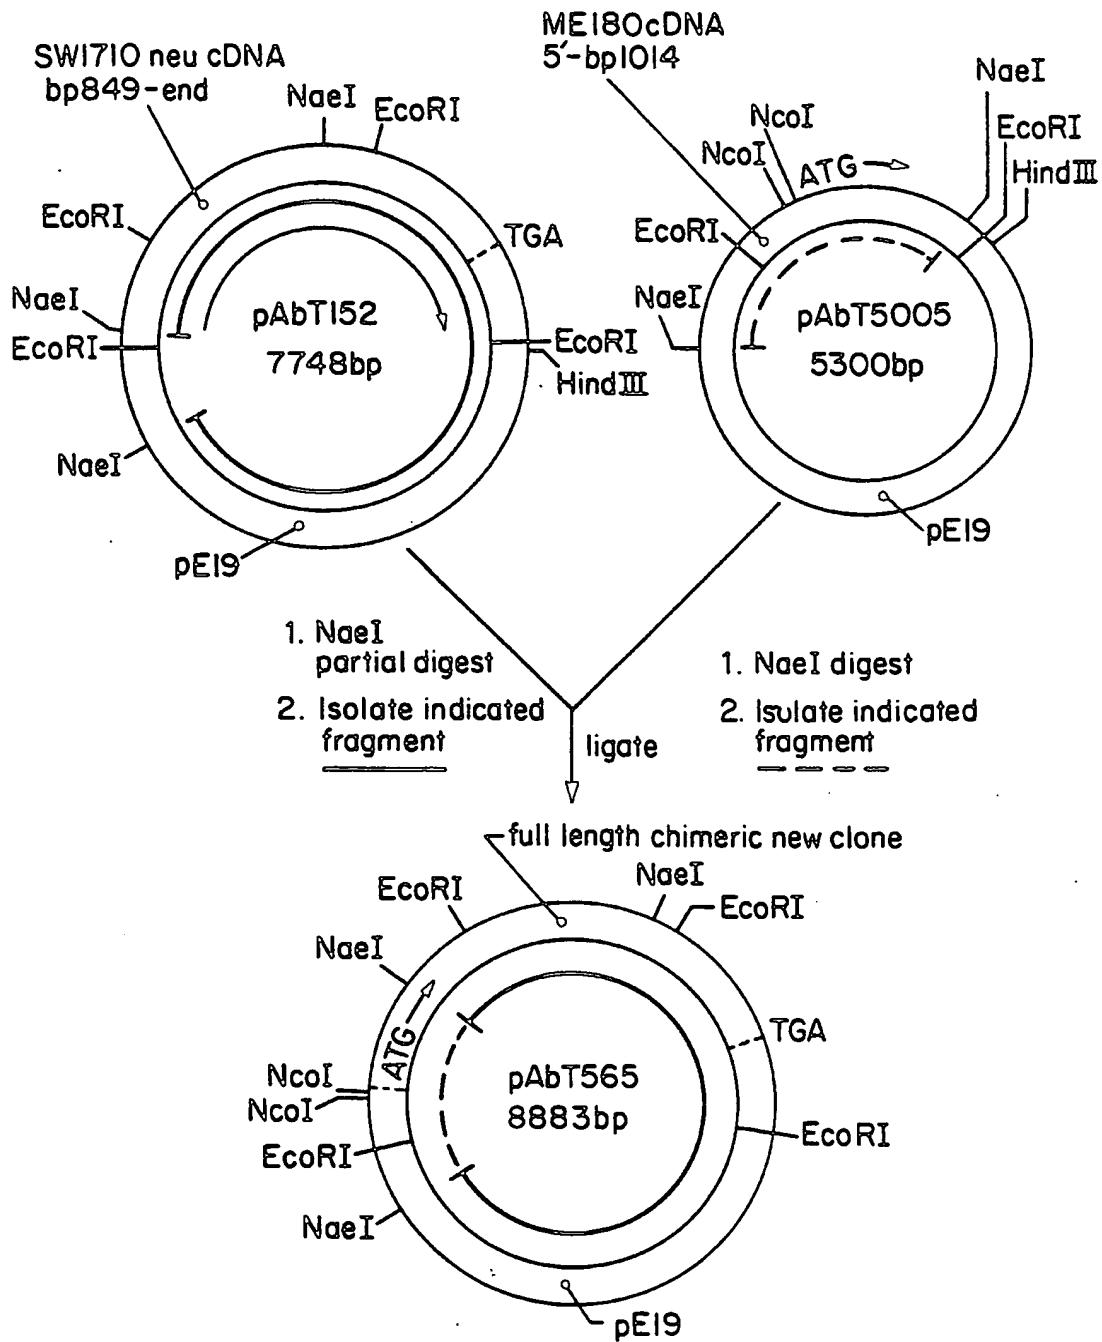 SW1710 neu cDNA
bp849-end
NaeI
EcoRI
EcoRI
NaeI
EcoRI
NaeI
pE19
TGA
EcoRI
HindIII
pAbT152
7748bp
ME180cDNA
5'-bp1014
NcoI
NcoI
ATG
EcoRI
NaeI
NaeI
EcoRI
HindIII
pAbT5005
5300bp
pE19
1. NaeI
partial digest
2. Isolate indicated
fragment
1. NaeI digest
2. Isulate indicated
fragment
ligate
full length chimeric new clone
NaeI
EcoRI
EcoRI
NaeI
ATG
NcoI
NcoI
EcoRI
NaeI
TGA
EcoRI
pAbT565
8883bp
pE19